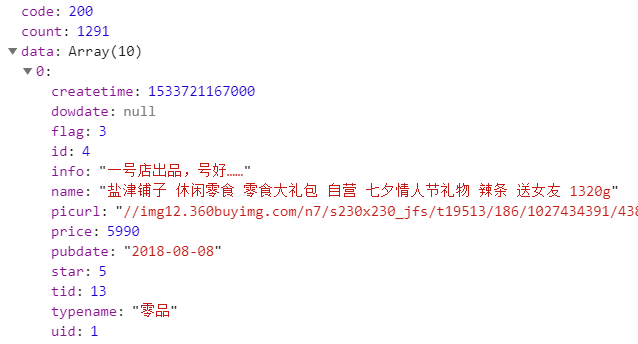 code: 200
count: 1291
data: Array(10)
0:
createtime: 1533721167000
dowdate: null
flag: 3
id: 4
info: "一号店出品，号好……"
name: "盐津铺子 休闲零食 零食大礼包 自营 七夕情人节礼物 辣条 送女友 1320g"
picurl: "//img12.360buyimg.com/n7/s230x230_jfs/t19513/186/1027434391/438
price: 5990
pubdate: "2018-08-08"
star: 5
tid: 13
typename: "零品"
uid: 1